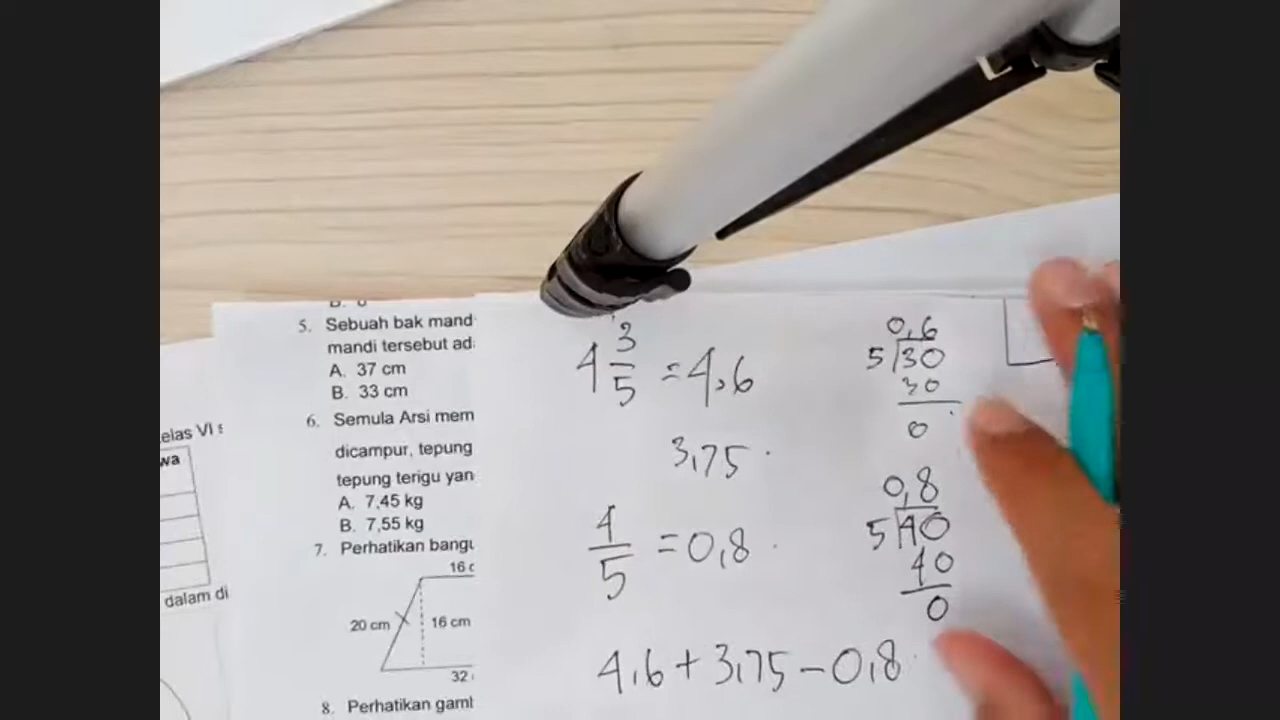 5. Sebuah bak mand
mandi tersebut ad
A. 37 cm
B. 33 cm
6. Semula Arsi mem
dicampur, tepung
tepung terigu yan
A. 7,45 kg
B. 7,55 kg
7. Perhatikan bangu
16 c
20 cm
16 cm
32
8. Perhatikan gamb
elas VI s
wa
dalam di
4 3/5 = 4,6
3,75
4/5 = 0,8
4,6 + 3,75 - 0,8
0,6
5 30
30
0
0,8
5 40
40
0